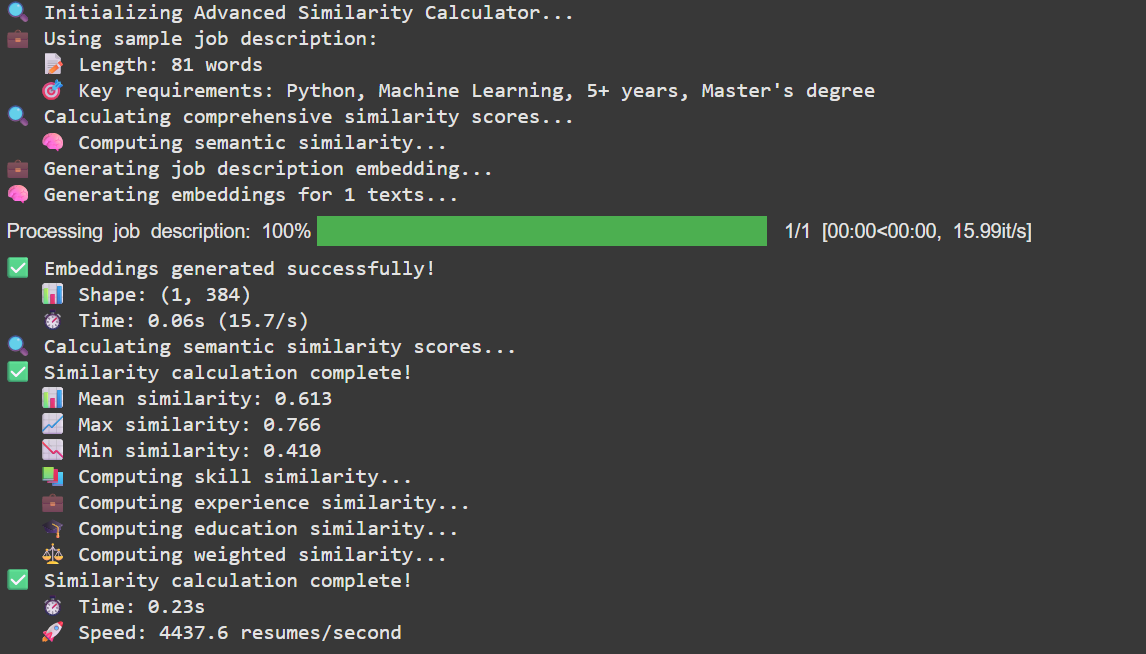 🔍 Initializing Advanced Similarity Calculator...
💼 Using sample job description:
📝 Length: 81 words
🎯 Key requirements: Python, Machine Learning, 5+ years, Master's degree
🔍 Calculating comprehensive similarity scores...
🧠 Computing semantic similarity...
💼 Generating job description embedding...
🧠 Generating embeddings for 1 texts...
Processing job description: 100% 1/1 [00:00<00:00, 15.99it/s]
✅ Embeddings generated successfully!
📊 Shape: (1, 384)
⏱️ Time: 0.06s (15.7/s)
🔍 Calculating semantic similarity scores...
✅ Similarity calculation complete!
📊 Mean similarity: 0.613
📈 Max similarity: 0.766
📉 Min similarity: 0.410
📚 Computing skill similarity...
💼 Computing experience similarity...
🎓 Computing education similarity...
⚖️ Computing weighted similarity...
✅ Similarity calculation complete!
⏱️ Time: 0.23s
🚀 Speed: 4437.6 resumes/second